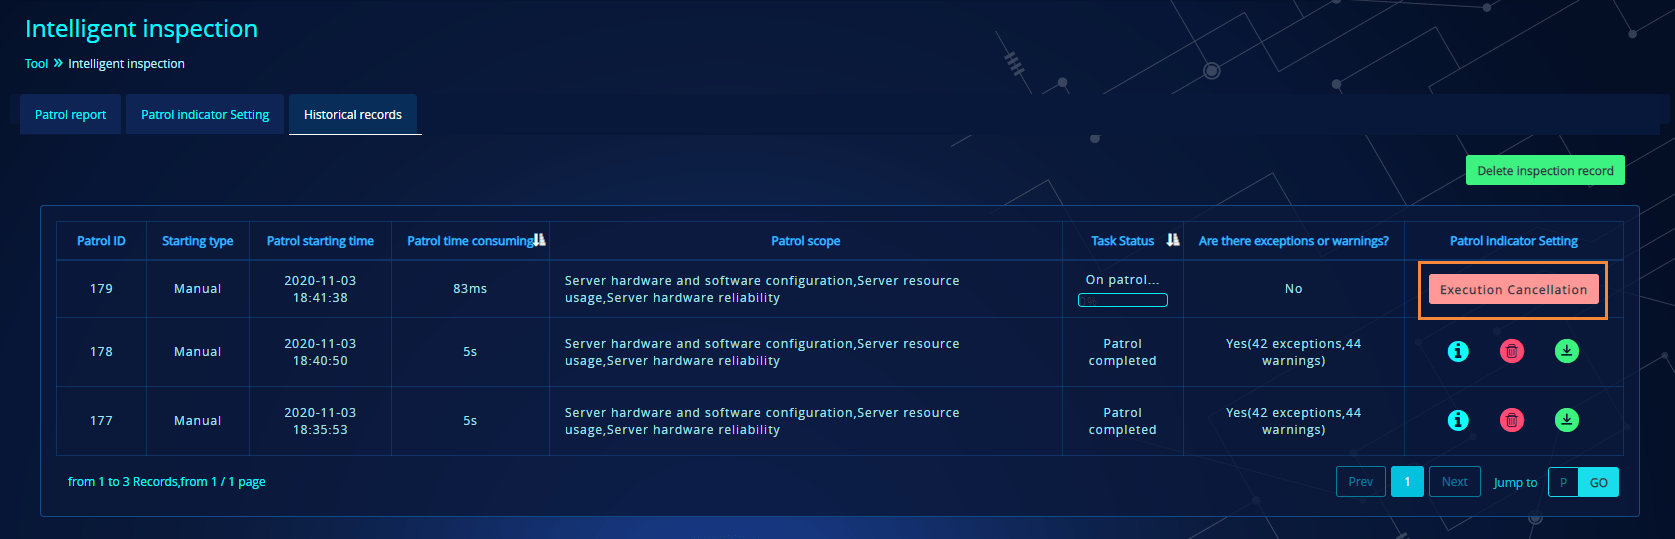 Intelligent inspection
Tool » Intelligent inspection
Patrol report Patrol indicator Setting Historical records
Delete inspection record
Patrol ID Starting type Patrol starting time Patrol time consuming Patrol scope Task Status Are there exceptions or warnings? Patrol indicator Setting
179 Manual 2020-11-03 18:41:38 83ms Server hardware and software configuration,Server resource usage,Server hardware reliability On patrol... No Execution Cancellation
178 Manual 2020-11-03 18:40:50 5s Server hardware and software configuration,Server resource usage,Server hardware reliability Patrol completed Yes(42 exceptions,44 warnings)
177 Manual 2020-11-03 18:35:53 5s Server hardware and software configuration,Server resource usage,Server hardware reliability Patrol completed Yes(42 exceptions,44 warnings)
from 1 to 3 Records,from 1 / 1 page Prev 1 Next Jump to P GO